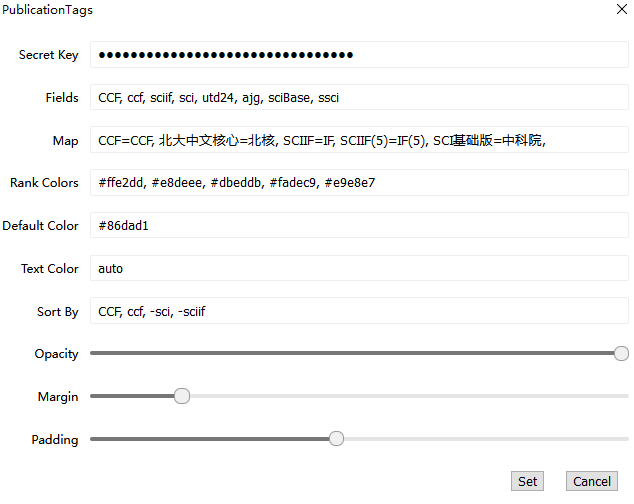 PublicationTags
Secret Key ●●●●●●●●●●●●●●●●●●●●●●●●●●●●●●●●
Fields CCF, ccf, sciif, sci, utd24, ajg, sciBase, ssci
Map CCF=CCF, 北大中文核心=北核, SCIIF=IF, SCIIF(5)=IF(5), SCI基础版=中科院,
Rank Colors #ffe2dd, #e8deee, #dbeddb, #fadec9, #e9e8e7
Default Color #86dad1
Text Color auto
Sort By CCF, ccf, -sci, -sciif
Opacity
Margin
Padding
Set Cancel